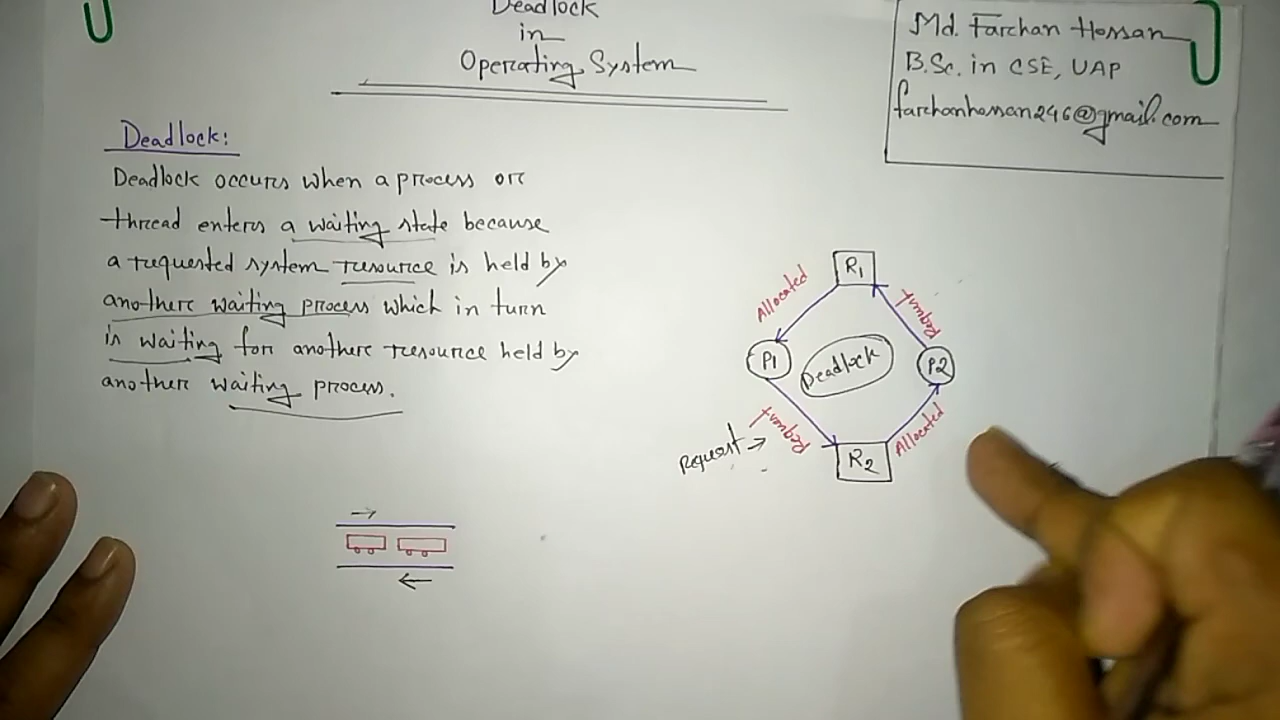 Deadlock
in
Operating System
Md. Farhan Hossan
B.Sc. in CSE, UAP
farhanhossan246@gmail.com
Deadlock:
Deadlock occurs when a process or
thread enters a waiting state because
a requested system resource is held by
another waiting process which in turn
is waiting for another resource held by
another waiting process.
R1
Allocated
Request
P1
Deadlock
P2
Request
Request
Allocated
R2